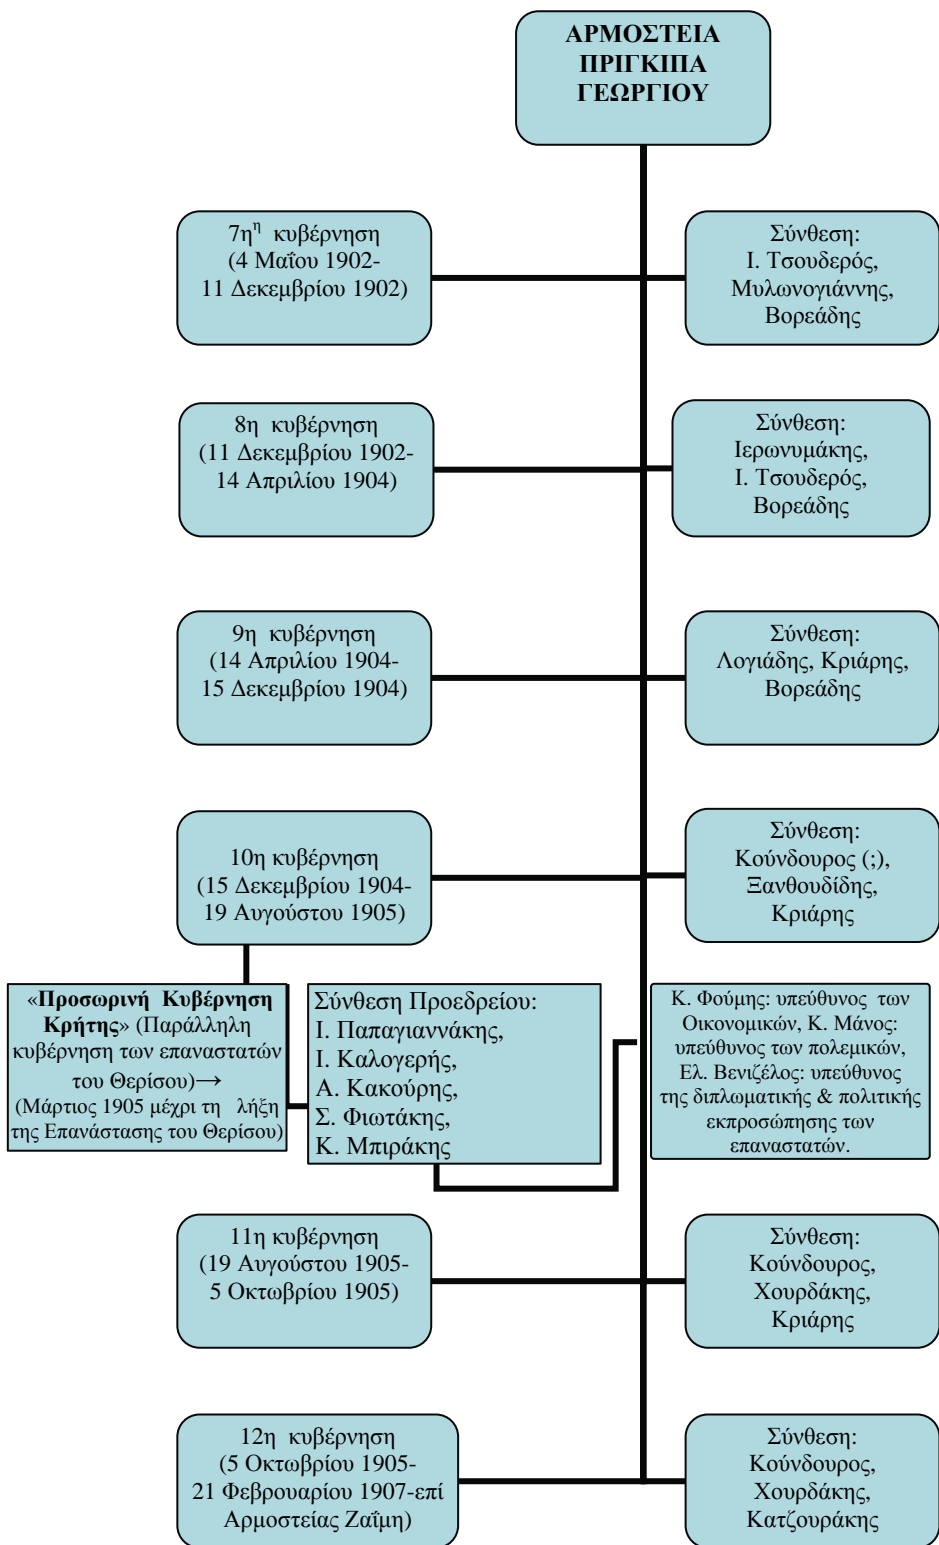 ΑΡΜΟΣΤΕΙΑ
ΠΡΙΓΚΙΠΑ
ΓΕΩΡΓΙΟΥ
7ηη κυβέρνηση
(4 Μαΐου 1902-
11 Δεκεμβρίου 1902)
Σύνθεση:
Ι. Τσουδερός,
Μυλωνογιάννης,
Βορεάδης
8η κυβέρνηση
(11 Δεκεμβρίου 1902-
14 Απριλίου 1904)
Σύνθεση:
Ιερωνυμάκης,
Ι. Τσουδερός,
Βορεάδης
9η κυβέρνηση
(14 Απριλίου 1904-
15 Δεκεμβρίου 1904)
Σύνθεση:
Λογιάδης, Κριάρης,
Βορεάδης
10η κυβέρνηση
(15 Δεκεμβρίου 1904-
19 Αυγούστου 1905)
Σύνθεση:
Κούνδουρος (;),
Ξανθουδίδης,
Κριάρης
«Προσωρινή Κυβέρνηση
Κρήτης» (Παράλληλη
κυβέρνηση των επαναστατών
του Θερίσου)→
(Μάρτιος 1905 μέχρι τη λήξη
της Επανάστασης του Θερίσου)
Σύνθεση Προεδρείου:
Ι. Παπαγιαννάκης,
Ι. Καλογερής,
Α. Κακούρης,
Σ. Φιωτάκης,
Κ. Μπιράκης
Κ. Φούμης: υπεύθυνος των
Οικονομικών, Κ. Μάνος:
υπεύθυνος των πολεμικών,
Ελ. Βενιζέλος: υπεύθυνος
της διπλωματικής & πολιτικής
εκπροσώπησης των
επαναστατών.
11η κυβέρνηση
(19 Αυγούστου 1905-
5 Οκτωβρίου 1905)
Σύνθεση:
Κούνδουρος,
Χουρδάκης,
Κριάρης
12η κυβέρνηση
(5 Οκτωβρίου 1905-
21 Φεβρουαρίου 1907-επί
Αρμοστείας Ζαΐμη)
Σύνθεση:
Κούνδουρος,
Χουρδάκης,
Κατζουράκης